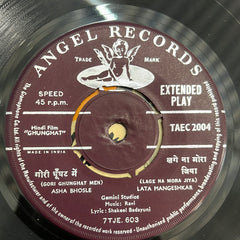 ANGEL RECORDS
TRADE MARK
SPEED
45 r.p.m.
EXTENDED
PLAY
Hindi Film
"GHUNGHAT"
TAEC 2004
MADE IN INDIA
गोरी घूँघट में
(GORI GHUNGHAT MEN)
ASHA BHOSLE
लागे ना मोरा
जिया
(LAGE NA MORA JIYA)
LATA MANGESHKAR
Gemini Studios
Music: Ravi
Lyric: Shakeel Badayuni
7TJE. 603